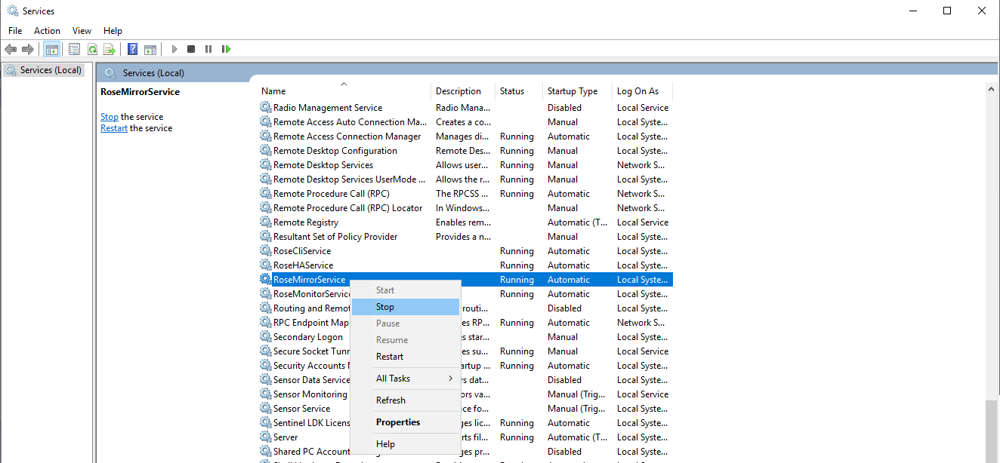 Services
File Action View Help
Services (Local)
Services (Local)
RoseMirrorService
Stop the service
Restart the service
Name Description Status Startup Type Log On As
Radio Management Service Radio Mana... Disabled Local Service
Remote Access Auto Connection Ma... Creates a co... Manual Local Syste...
Remote Access Connection Manager Manages di... Running Automatic Local Syste...
Remote Desktop Configuration Remote Des... Running Manual Local Syste...
Remote Desktop Services Allows user... Running Manual Network S...
Remote Desktop Services UserMode ... Allows the r... Running Manual Local Syste...
Remote Procedure Call (RPC) The RPCSS ... Running Automatic Network S...
Remote Procedure Call (RPC) Locator In Windows... Manual Network S...
Remote Registry Enables rem... Automatic (T... Local Service
Resultant Set of Policy Provider Provides a n... Manual Local Syste...
RoseCliService Running Automatic Local Syste...
RoseHAService Running Automatic Local Syste...
RoseMirrorService Running Automatic Local Syste...
RoseMonitorService Running Automatic Local Syste...
Routing and Remot routi... Disabled Local Syste...
RPC Endpoint Map es RP... Running Automatic Network S...
Secondary Logon es star... Manual Local Syste...
Secure Socket Tunn es su... Running Manual Local Service
Security Accounts M artup ... Running Automatic Local Syste...
Sensor Data Service rs dat... Disabled Local Syste...
Sensor Monitoring ors va... Manual (Trig... Local Service
Sensor Service ice fo... Manual (Trig... Local Syste...
Sentinel LDK Licens ges lic... Running Automatic Local Syste...
Server rts fil... Running Automatic (T... Local Syste...
Shared PC Account ges pr... Disabled Local Syste...
Start
Stop
Pause
Resume
Restart
All Tasks
Refresh
Properties
Help